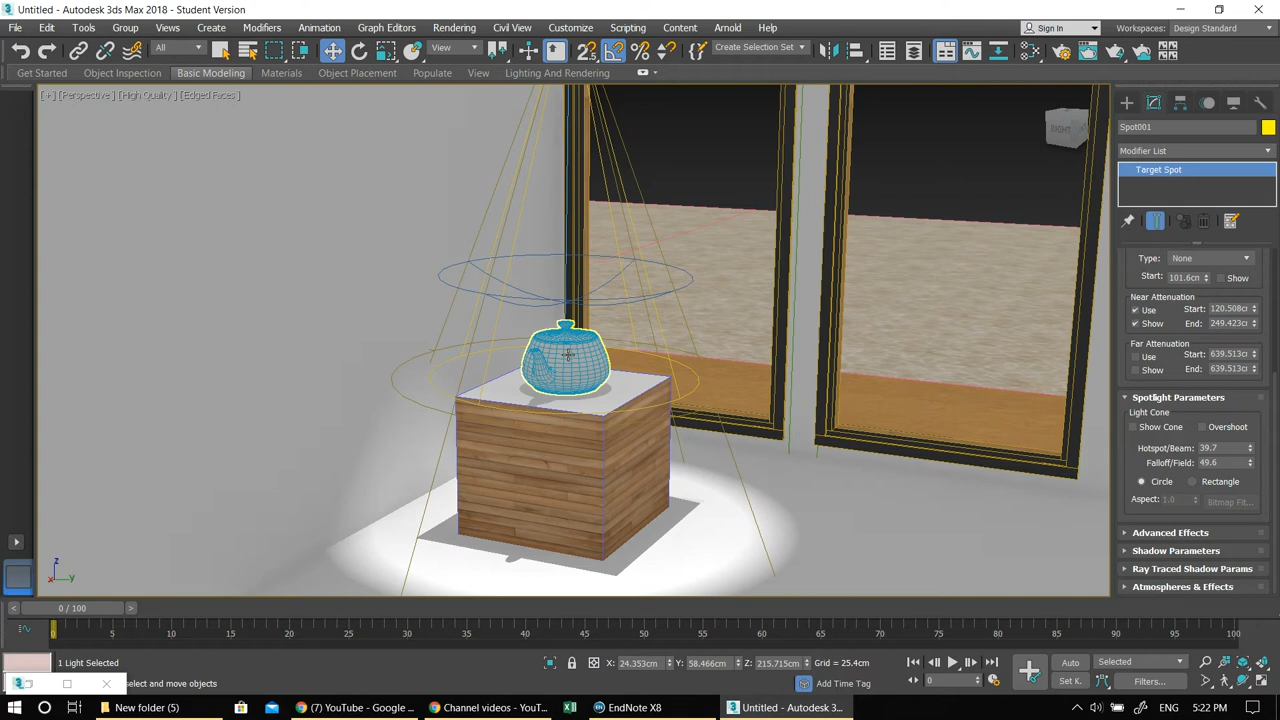 Untitled - Autodesk 3ds Max 2018 - Student Version
File Edit Tools Group Views Create Modifiers Animation Graph Editors Rendering Civil View Customize Scripting Content Arnold Help Sign In Workspaces: Design Standard
All View Create Selection Set
Get Started Object Inspection Basic Modeling Materials Object Placement Populate View Lighting And Rendering
[ + ] [Perspective ] [High Quality ] [Edged Faces ]
RIGHT
Spot001
Modifier List
Target Spot
Type: None
Start: 101.6cm Show
Near Attenuation
Use Start: 120.508cm
Show End: 249.423cm
Far Attenuation
Use Start: 639.513cm
Show End: 639.513cm
Spotlight Parameters
Light Cone
Show Cone Overshoot
Hotspot/Beam: 39.7
Falloff/Field: 49.6
Circle Rectangle
Aspect: 1.0 Bitmap Fit...
Advanced Effects
Shadow Parameters
Ray Traced Shadow Params
Atmospheres & Effects
z
x y
< 0 / 100 >
0 5 10 15 20 25 30 35 40 45 50 55 60 65 70 75 80 85 90 95 100
1 Light Selected X: 24.353cm Y: 58.466cm Z: 215.715cm Grid = 25.4cm Auto Selected
select and move objects Add Time Tag 0 Set K. Filters...
New folder (5) (7) YouTube - Google ... Channel videos - YouT... EndNote X8 Untitled - Autodesk 3... ENG 5:22 PM